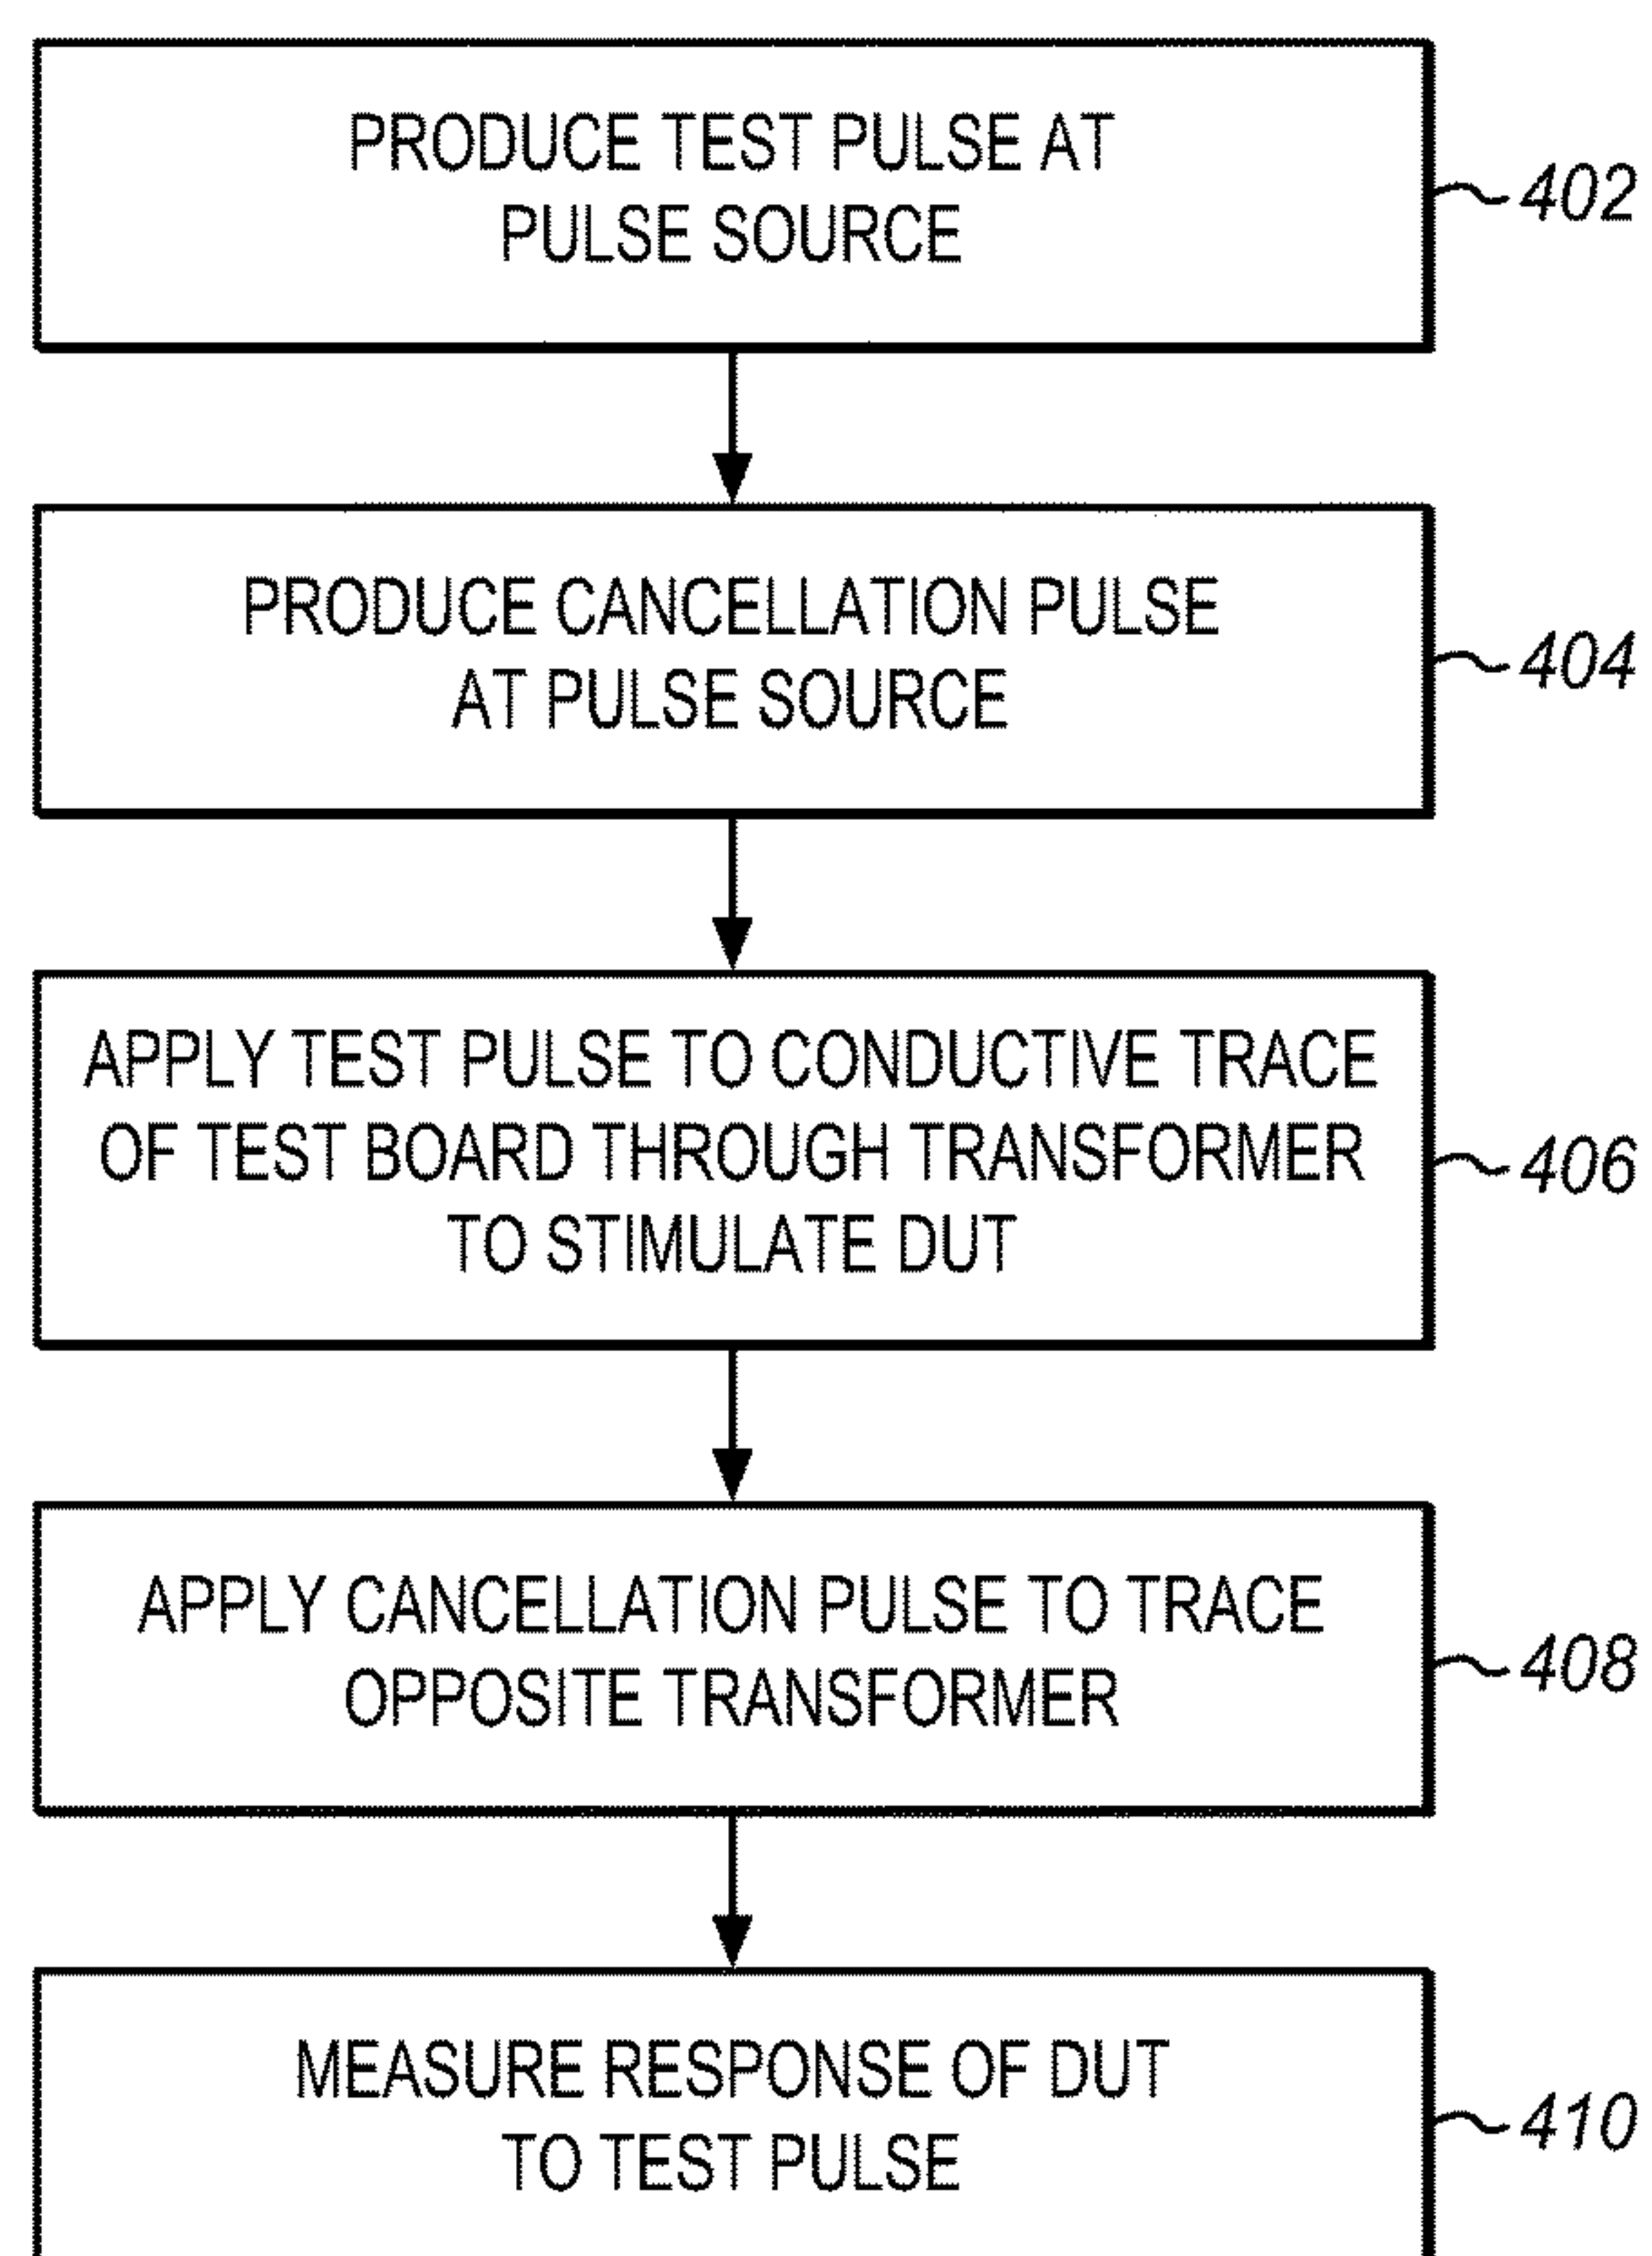 PRODUCE TEST PULSE AT
PULSE SOURCE
402
PRODUCE CANCELLATION PULSE
AT PULSE SOURCE
404
APPLY TEST PULSE TO CONDUCTIVE TRACE
OF TEST BOARD THROUGH TRANSFORMER
TO STIMULATE DUT
406
APPLY CANCELLATION PULSE TO TRACE
OPPOSITE TRANSFORMER
408
MEASURE RESPONSE OF DUT
TO TEST PULSE
410